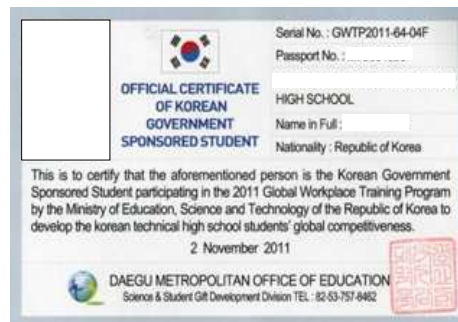 Serial No. : GWTP2011-64-04F
Passport No. :
OFFICIAL CERTIFICATE
OF KOREAN
GOVERNMENT
SPONSORED STUDENT
HIGH SCHOOL
Name in Full :
Nationality : Republic of Korea
This is to certify that the aforementioned person is the Korean Government
Sponsored Student participating in the 2011 Global Workplace Training Program
by the Ministry of Education, Science and Technology of the Republic of Korea to
develop the korean technical high school students' global competitiveness.
2 November 2011
DAEGU METROPOLITAN OFFICE OF EDUCATION
Science & Student Gift Development Division TEL : 82-53-757-8462